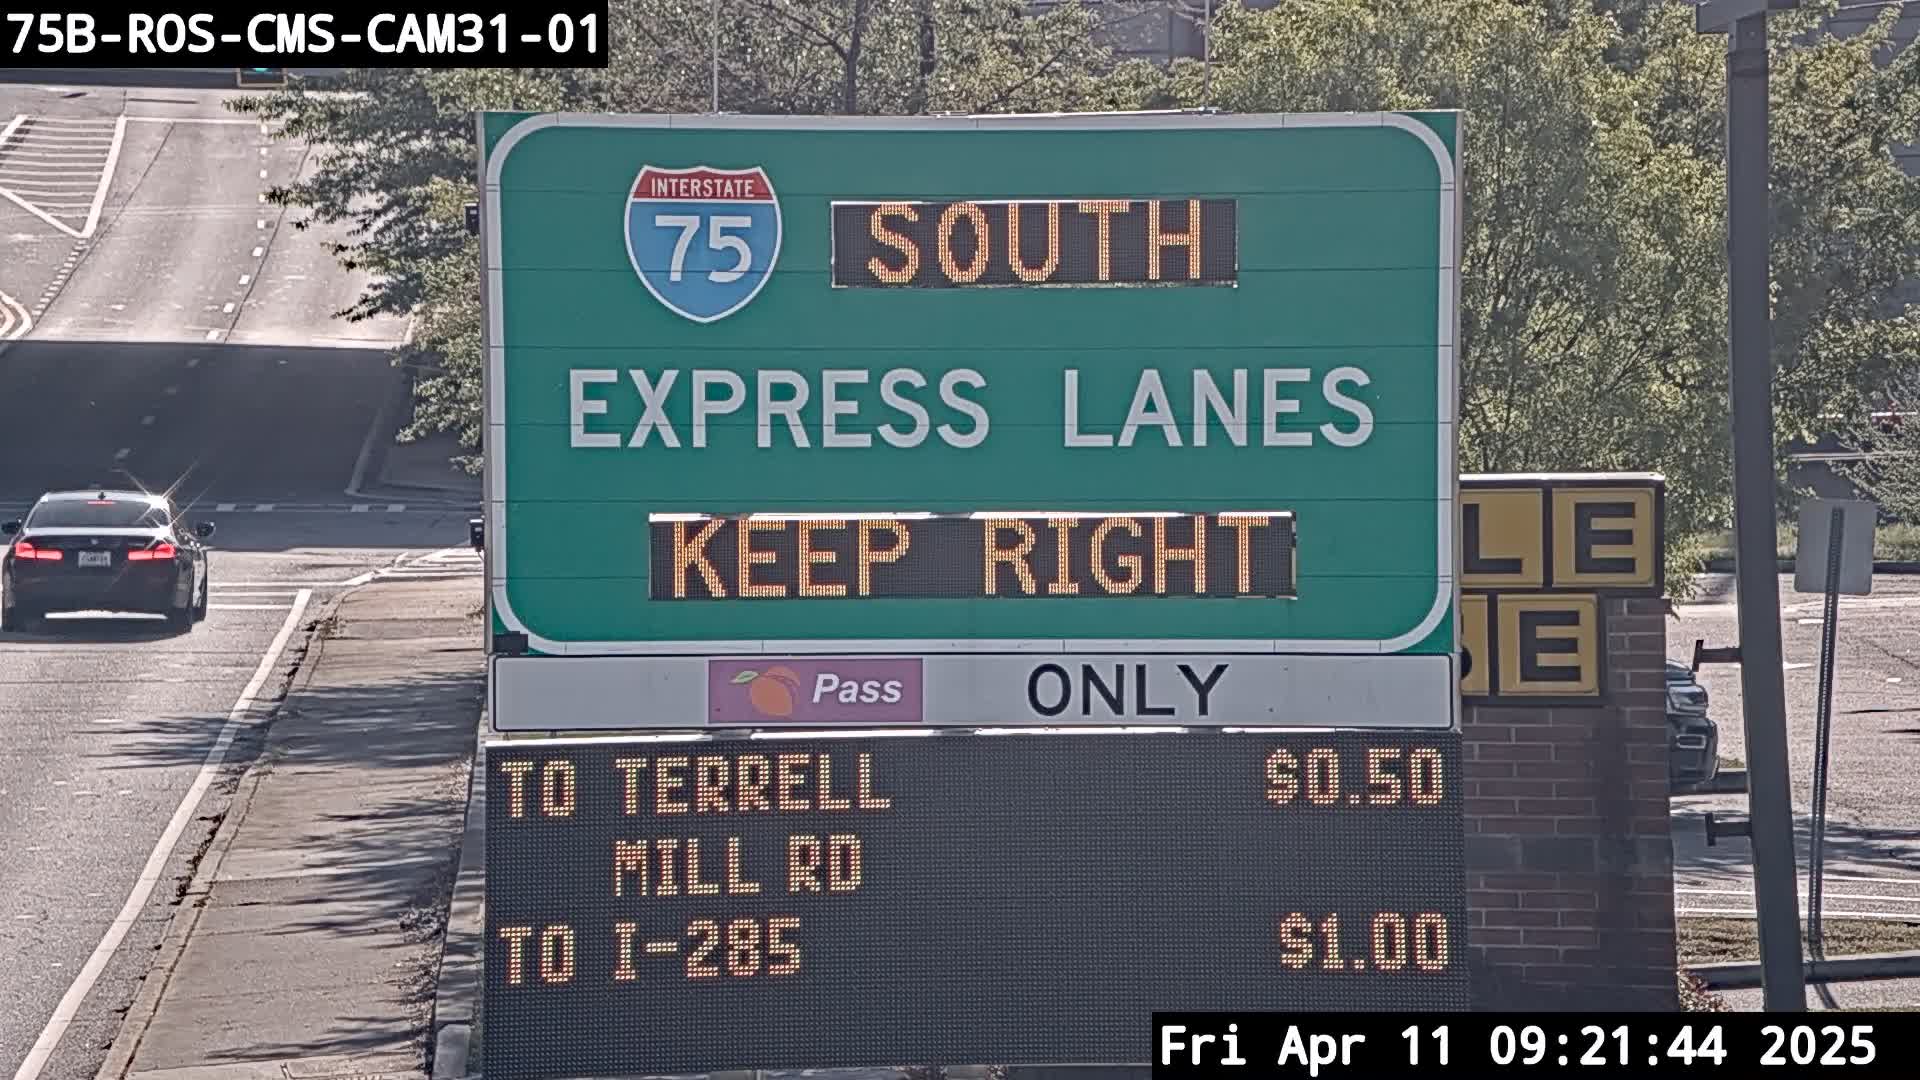 75B-ROS-CMS-CAM31-01
INTERSTATE
75
SOUTH
EXPRESS LANES
KEEP RIGHT
Pass ONLY
TO TERRELL $0.50
MILL RD
TO I-285 $1.00
LE
E
Fri Apr 11 09:21:44 2025